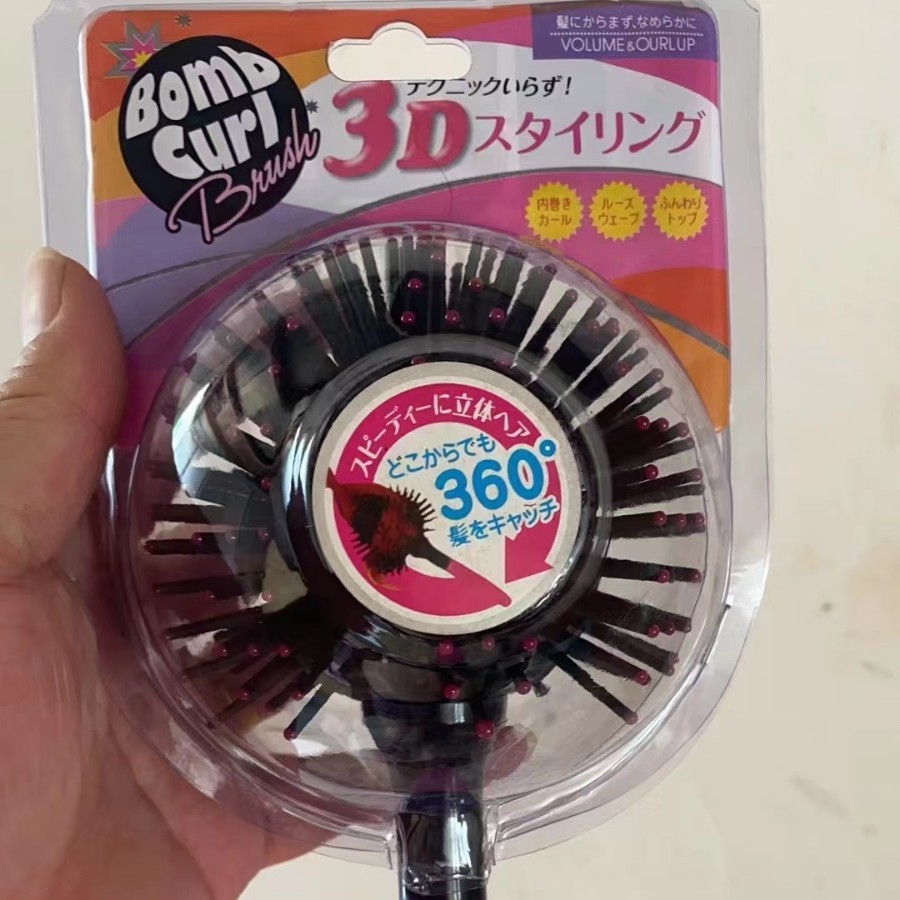 Bomb
Curl
Brush
髪にからまず、なめらかに
VOLUME&OURLUP
テクニックいらず!
3Dスタイリング
内巻き
カール
ルーズ
ウェーブ
ふんわり
トップ
スピーディーに立体ヘア
どこからでも
360°
髪をキャッチ